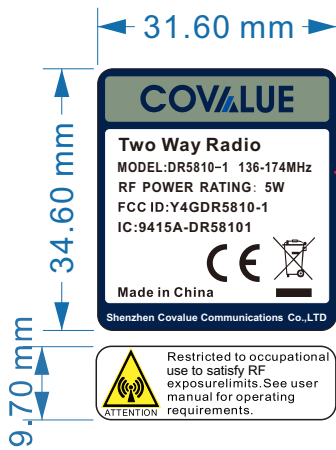 31.60 mm
34.60 mm
COVALUE
Two Way Radio
MODEL:DR5810-1 136-174MHz
RF POWER RATING: 5W
FCC ID:Y4GDR5810-1
IC:9415A-DR58101
CE
Made in China
Shenzhen Covalue Communications Co.,LTD
9.70 mm
ATTENTION
Restricted to occupational
use to satisfy RF
exposurelimits.See user
manual for operating
requirements.